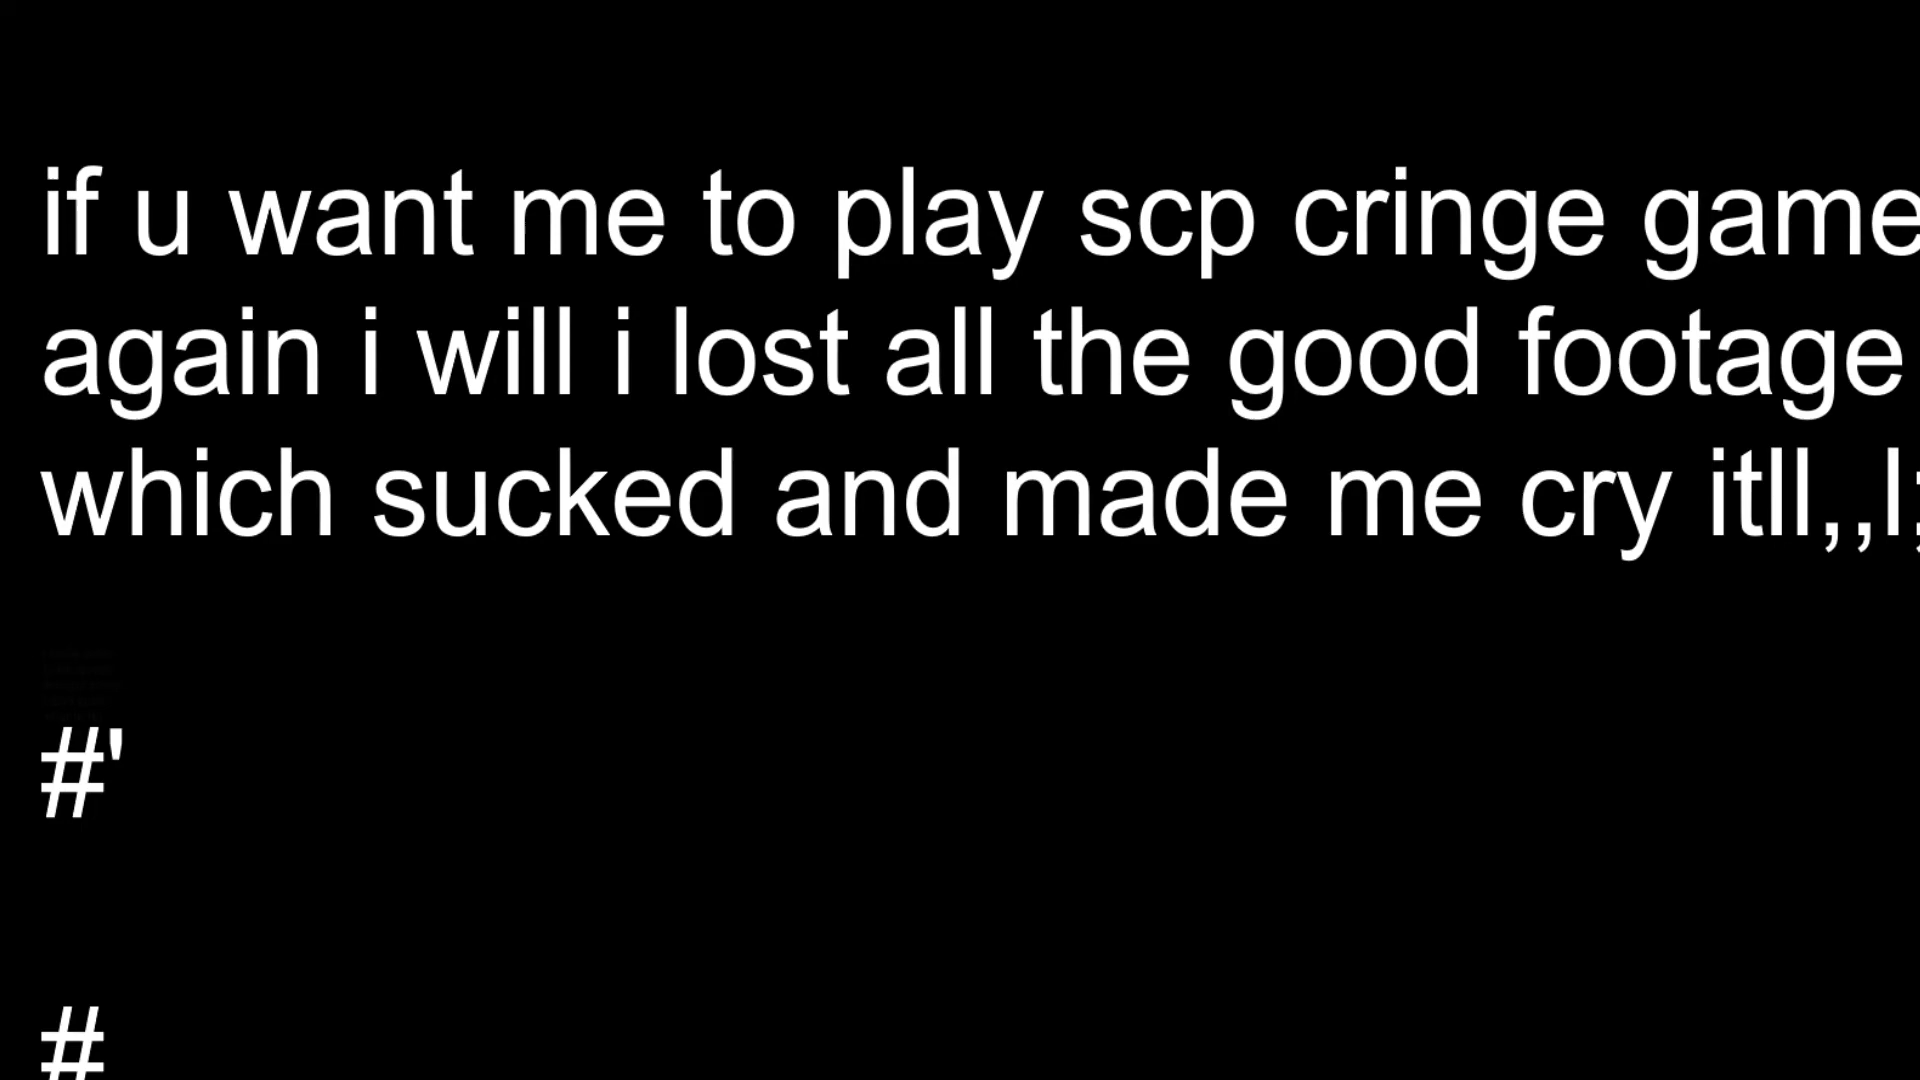 if u want me to play scp cringe game
again i will i lost all the good footage
which sucked and made me cry itll,,l;
#'
#